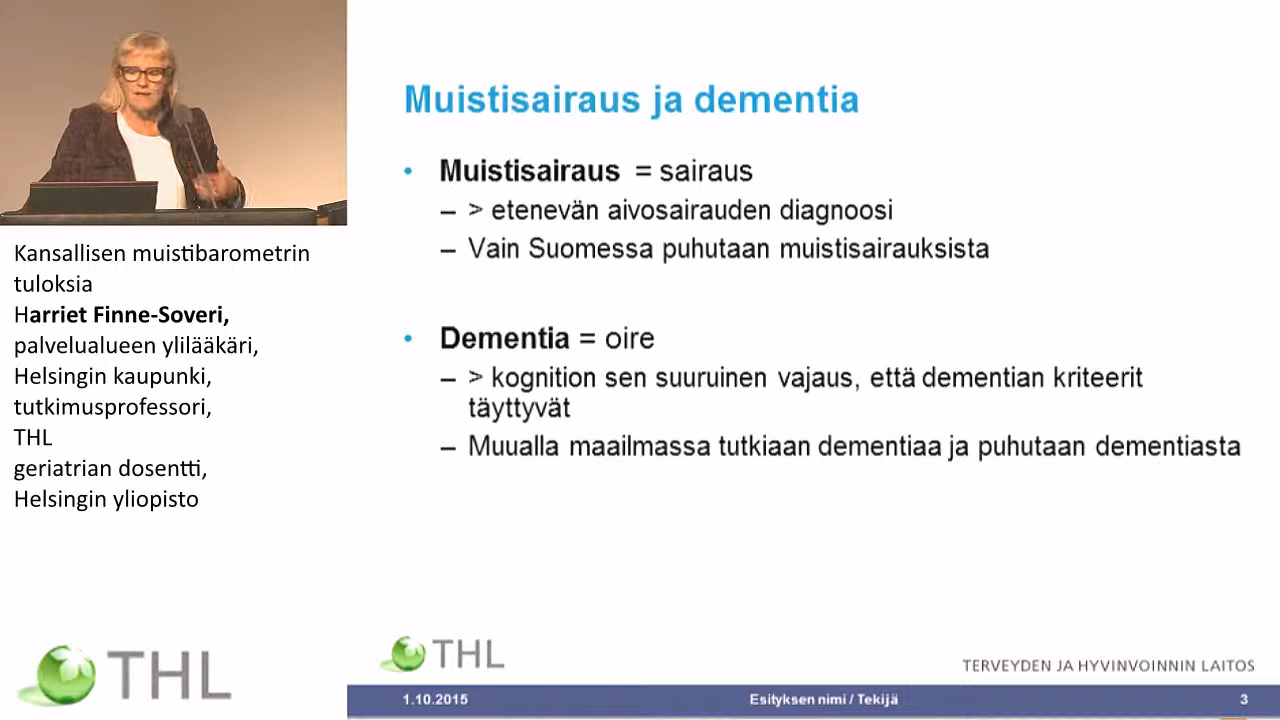 Kansallisen muistibarometrin
tuloksia
Harriet Finne-Soveri,
palvelualueen ylilääkäri,
Helsingin kaupunki,
tutkimusprofessori,
THL
geriatrian dosentti,
Helsingin yliopisto
THL
Muistisairaus ja dementia
• Muistisairaus = sairaus
– > etenevän aivosairauden diagnoosi
– Vain Suomessa puhutaan muistisairauksista
• Dementia = oire
– > kognition sen suuruinen vajaus, että dementian kriteerit
täyttyvät
– Muualla maailmassa tutkiaan dementiaa ja puhutaan dementiasta
THL
TERVEYDEN JA HYVINVOINNIN LAITOS
1.10.2015 Esityksen nimi / Tekijä 3